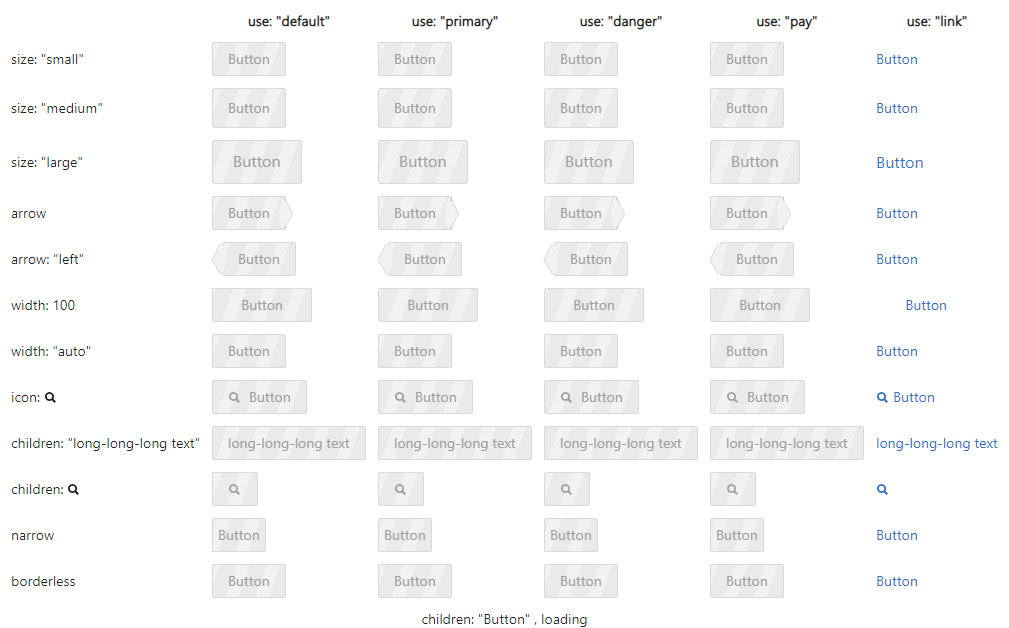 use: "default" use: "primary" use: "danger" use: "pay" use: "link"
size: "small" Button Button Button Button Button
size: "medium" Button Button Button Button Button
size: "large" Button Button Button Button Button
arrow Button Button Button Button Button
arrow: "left" Button Button Button Button Button
width: 100 Button Button Button Button Button
width: "auto" Button Button Button Button Button
icon: Button Button Button Button Button
children: "long-long-long text" long-long-long text long-long-long text long-long-long text long-long-long text long-long-long text
children:
narrow Button Button Button Button Button
borderless Button Button Button Button Button
children: "Button" , loading